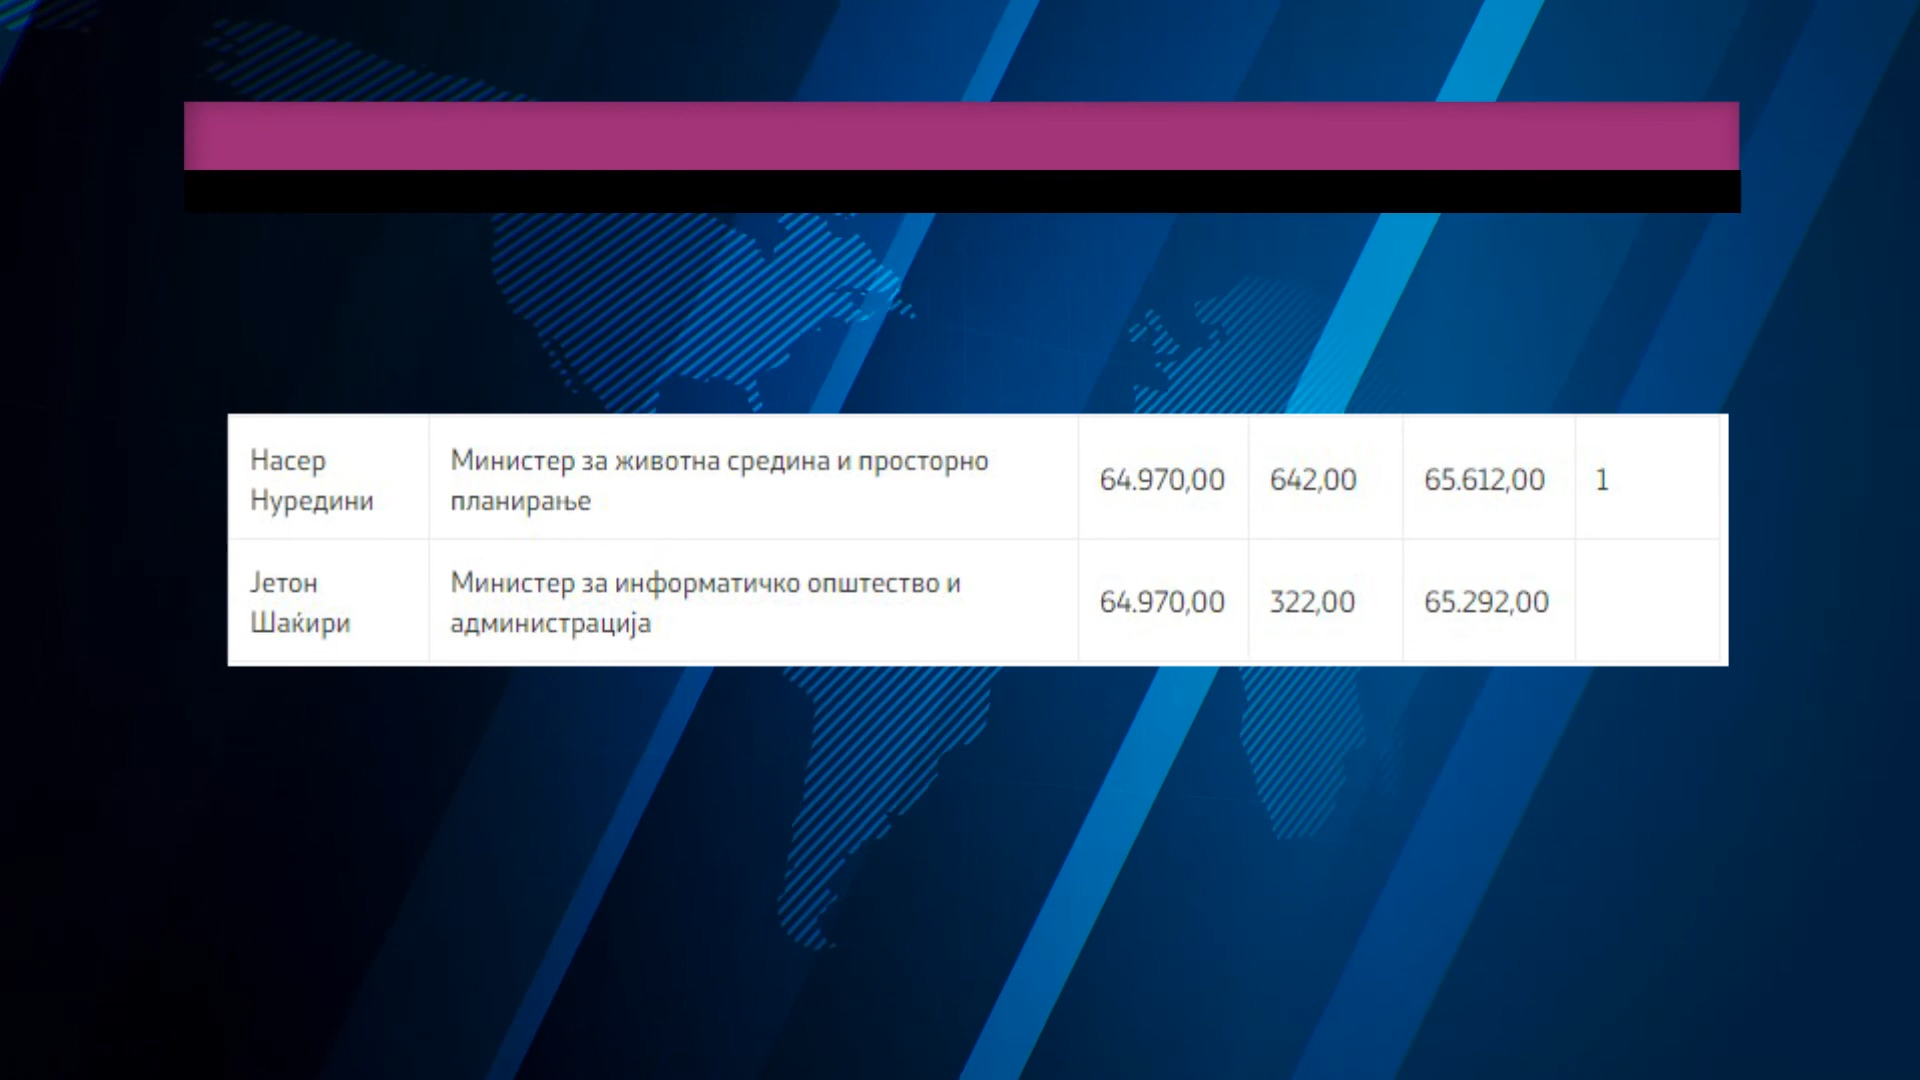 Насер
Нуредини
Министер за животна средина и просторно
планирање
64.970,00
642,00
65.612,00
1
Јетон
Шаќири
Министер за информатичко општество и
администрација
64.970,00
322,00
65.292,00